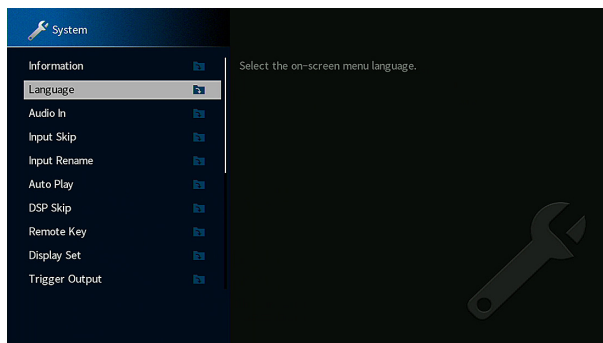 System
Information
Language
Audio In
Input Skip
Input Rename
Auto Play
DSP Skip
Remote Key
Display Set
Trigger Output
Select the on-screen menu language.